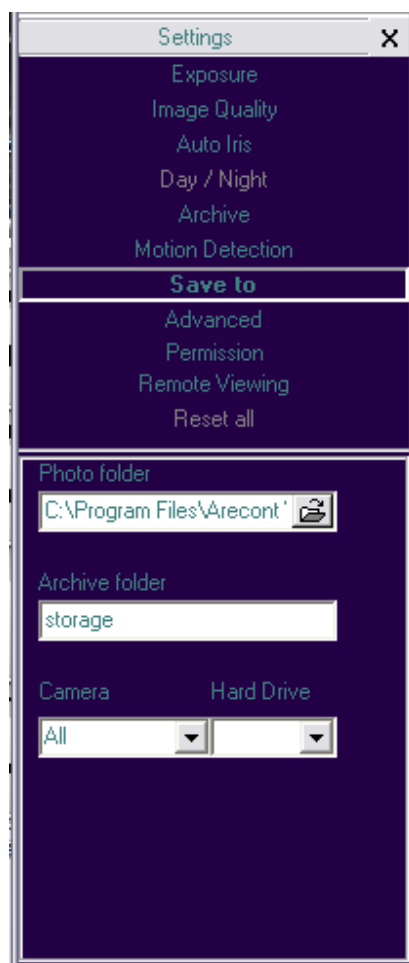 Settings X
Exposure
Image Quality
Auto Iris
Day / Night
Archive
Motion Detection
Save to
Advanced
Permission
Remote Viewing
Reset all
Photo folder
C:\Program Files\Arecont
Archive folder
storage
Camera Hard Drive
All